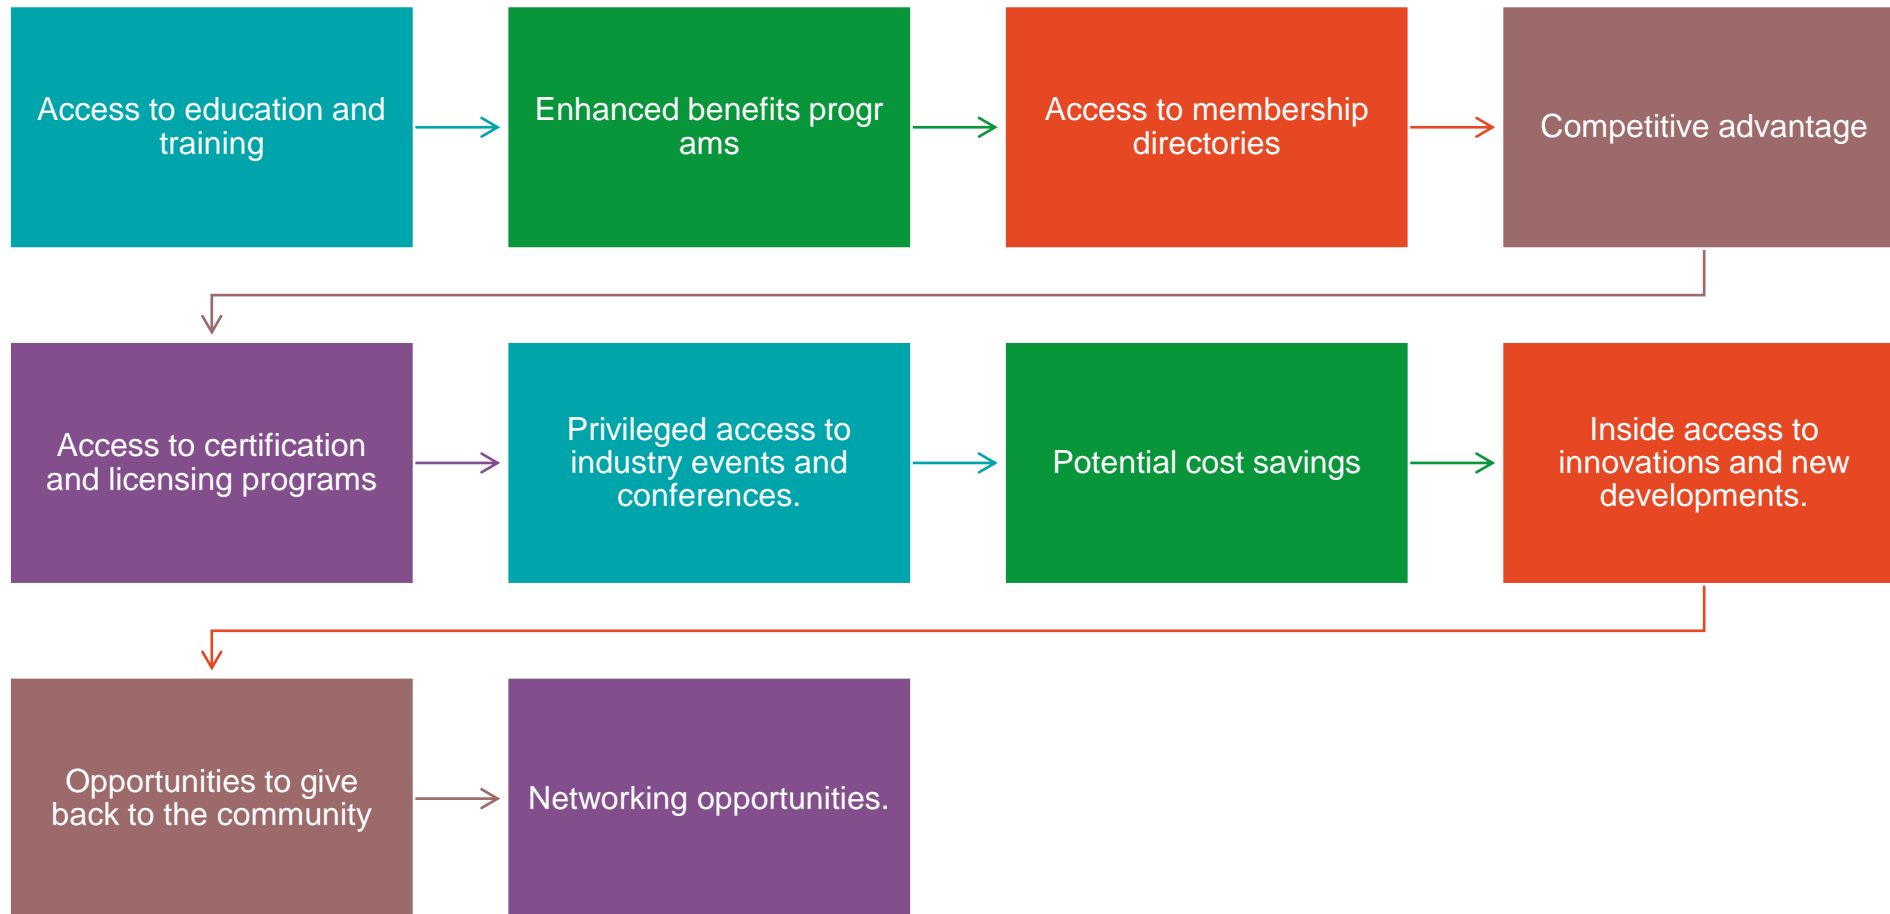 Access to education and
training
Enhanced benefits progr
ams
Access to membership
directories
Competitive advantage
Access to certification
and licensing programs
Privileged access to
industry events and
conferences.
Potential cost savings
Inside access to
innovations and new
developments.
Opportunities to give
back to the community
Networking opportunities.